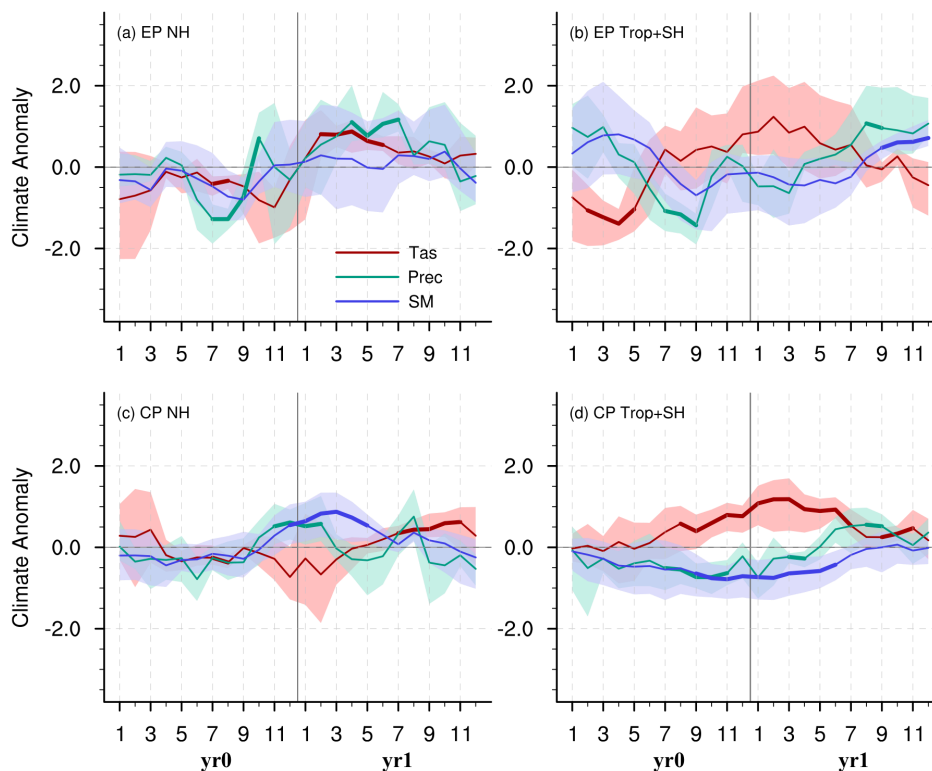 (a) EP NH
(b) EP Trop+SH
Climate Anomaly
2.0
0.0
-2.0
2.0
0.0
-2.0
Tas
Prec
SM
1 3 5 7 9 11 1 3 5 7 9 11
1 3 5 7 9 11 1 3 5 7 9 11
(c) CP NH
(d) CP Trop+SH
Climate Anomaly
2.0
0.0
-2.0
2.0
0.0
-2.0
1 3 5 7 9 11 1 3 5 7 9 11
1 3 5 7 9 11 1 3 5 7 9 11
yr0 yr1
yr0 yr1